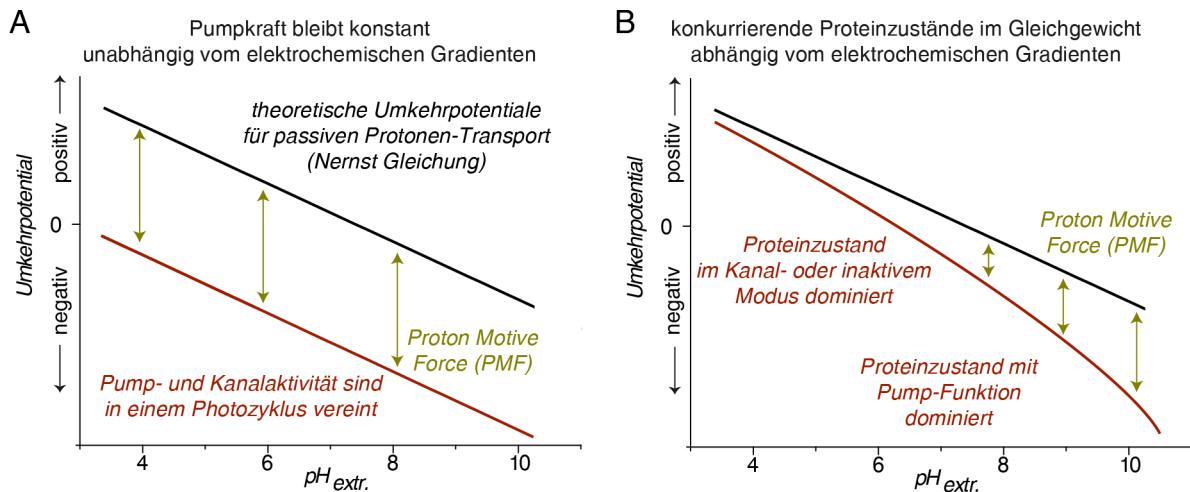 A
Pumpkraft bleibt konstant
unabhängig vom elektrochemischen Gradienten
Umkehrpotential
negativ
positiv
0
theoretische Umkehrpotentiale
für passiven Protonen-Transport
(Nernst Gleichung)
Proton Motive
Force (PMF)
Pump- und Kanalaktivität sind
in einem Photozyklus vereint
4
6
8
10
pH extr.
B
konkurrierende Proteinzustände im Gleichgewicht
abhängig vom elektrochemischen Gradienten
Umkehrpotential
negativ
positiv
0
Proton Motive
Force (PMF)
Proteinzustand
im Kanal- oder inaktivem
Modus dominiert
Proteinzustand mit
Pump-Funktion
dominiert
4
6
8
10
pH extr.